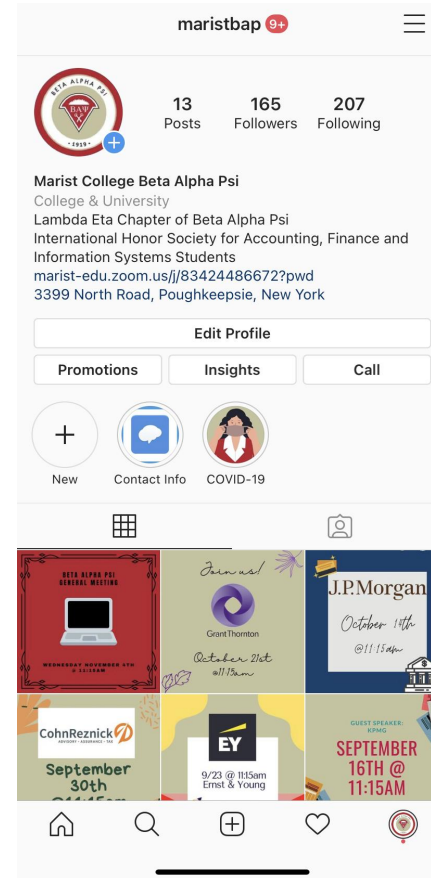 maristbap 9+
BETA ALPHA PSI
ΒΑΨ
· 1919 ·
13 165 207
Posts Followers Following
Marist College Beta Alpha Psi
College & University
Lambda Eta Chapter of Beta Alpha Psi
International Honor Society for Accounting, Finance and
Information Systems Students
marist-edu.zoom.us/j/83424486672?pwd
3399 North Road, Poughkeepsie, New York
Edit Profile
Promotions Insights Call
New Contact Info COVID-19
BETA ALPHA PSI
GENERAL MEETING
WEDNESDAY NOVEMBER 4TH
@ 11:15AM
Join us!
Grant Thornton
October 21st
@11:15am
J.P.Morgan
October 14th
@11:15am
CohnReznick
ADVISORY • ASSURANCE • TAX
September
30th
@11:15am
EY
9/23 @ 11:15am
Ernst & Young
GUEST SPEAKER:
KPMG
SEPTEMBER
16TH @
11:15AM